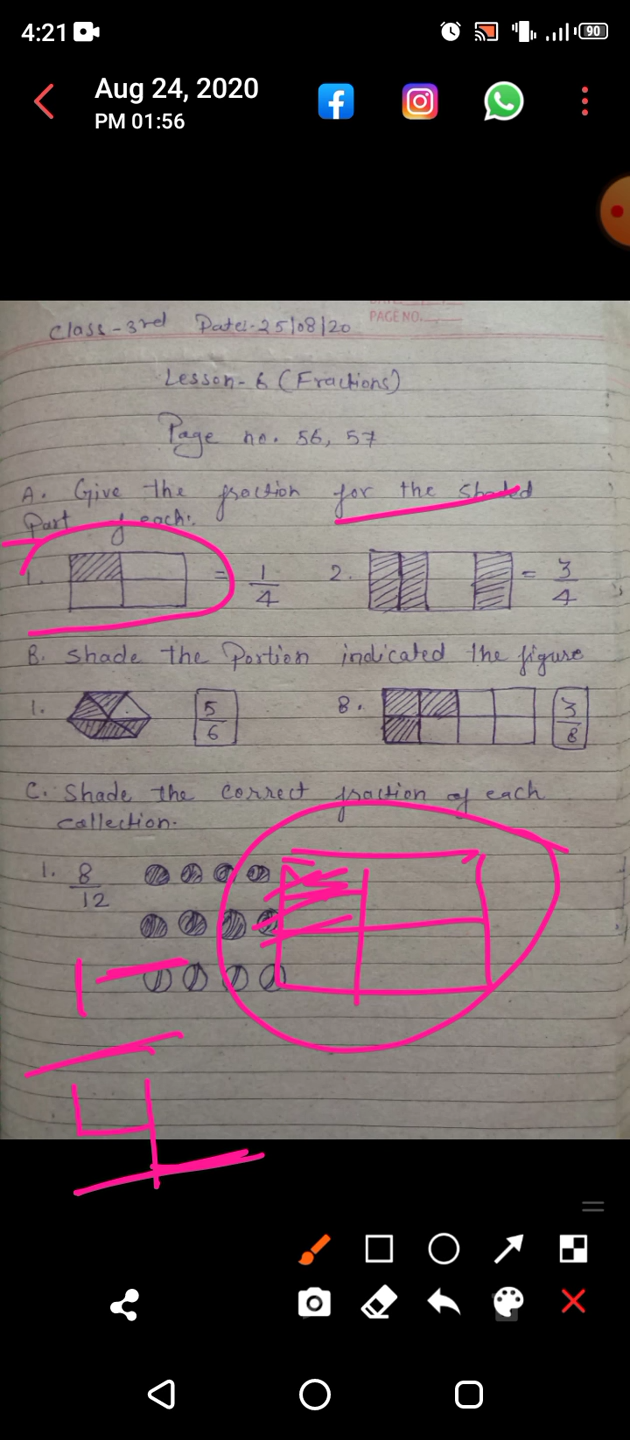 4:21
90
Aug 24, 2020
PM 01:56
PAGE NO.
Class-3rd Date:-25/08/20
Lesson-6 (Fractions)
Page no. 56, 57
A. Give the fraction for the shaded
Part of each:
1. = 1/4 2. = 3/4
B. Shade the Portion indicated the figure
1. 5/6 8. 3/8
C. Shade the correct fraction of each
collection.
1. 8/12
1
4